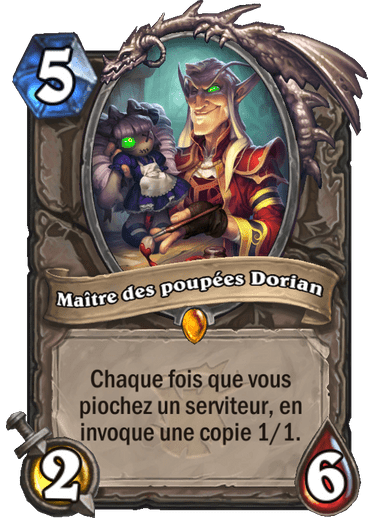 5
Maître des poupées Dorian
Chaque fois que vous
piochez un serviteur, en
invoque une copie 1/1.
2
6